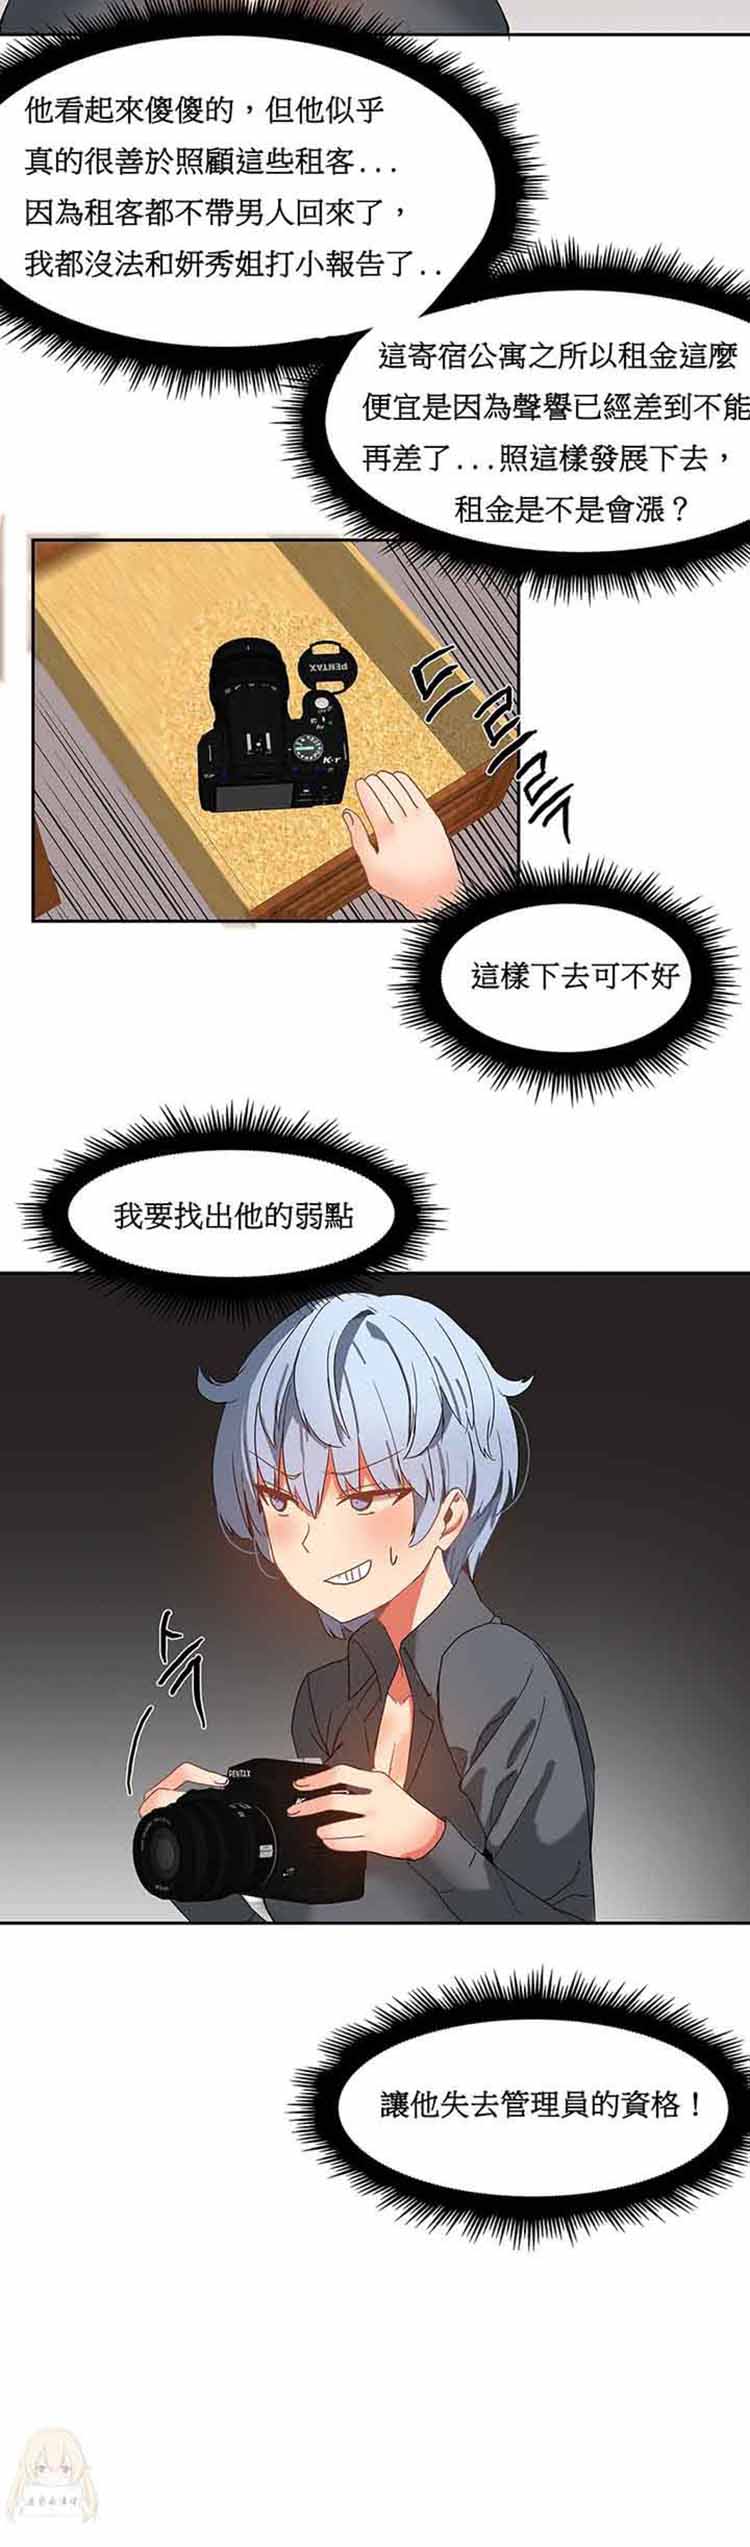 他看起來傻傻的，但他似乎
真的很善於照顧這些租客...
因為租客都不帶男人回來了，
我都沒法和妍秀姐打小報告了..
這寄宿公寓之所以租金這麼
便宜是因為聲譽已經差到不能
再差了...照這樣發展下去，
租金是不是會漲？
PENTAX
K-r
드르륵
這樣下去可不好
我要找出他的弱點
스
윽
PENTAX
讓他失去管理員的資格！